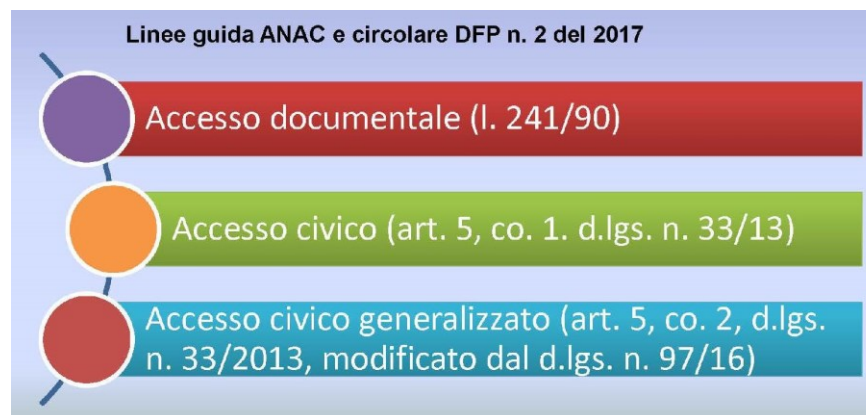 Linee guida ANAC e circolare DFP n. 2 del 2017
Accesso documentale (l. 241/90)
Accesso civico (art. 5, co. 1. d.lgs. n. 33/13)
Accesso civico generalizzato (art. 5, co. 2, d.lgs.
n. 33/2013, modificato dal d.lgs. n. 97/16)